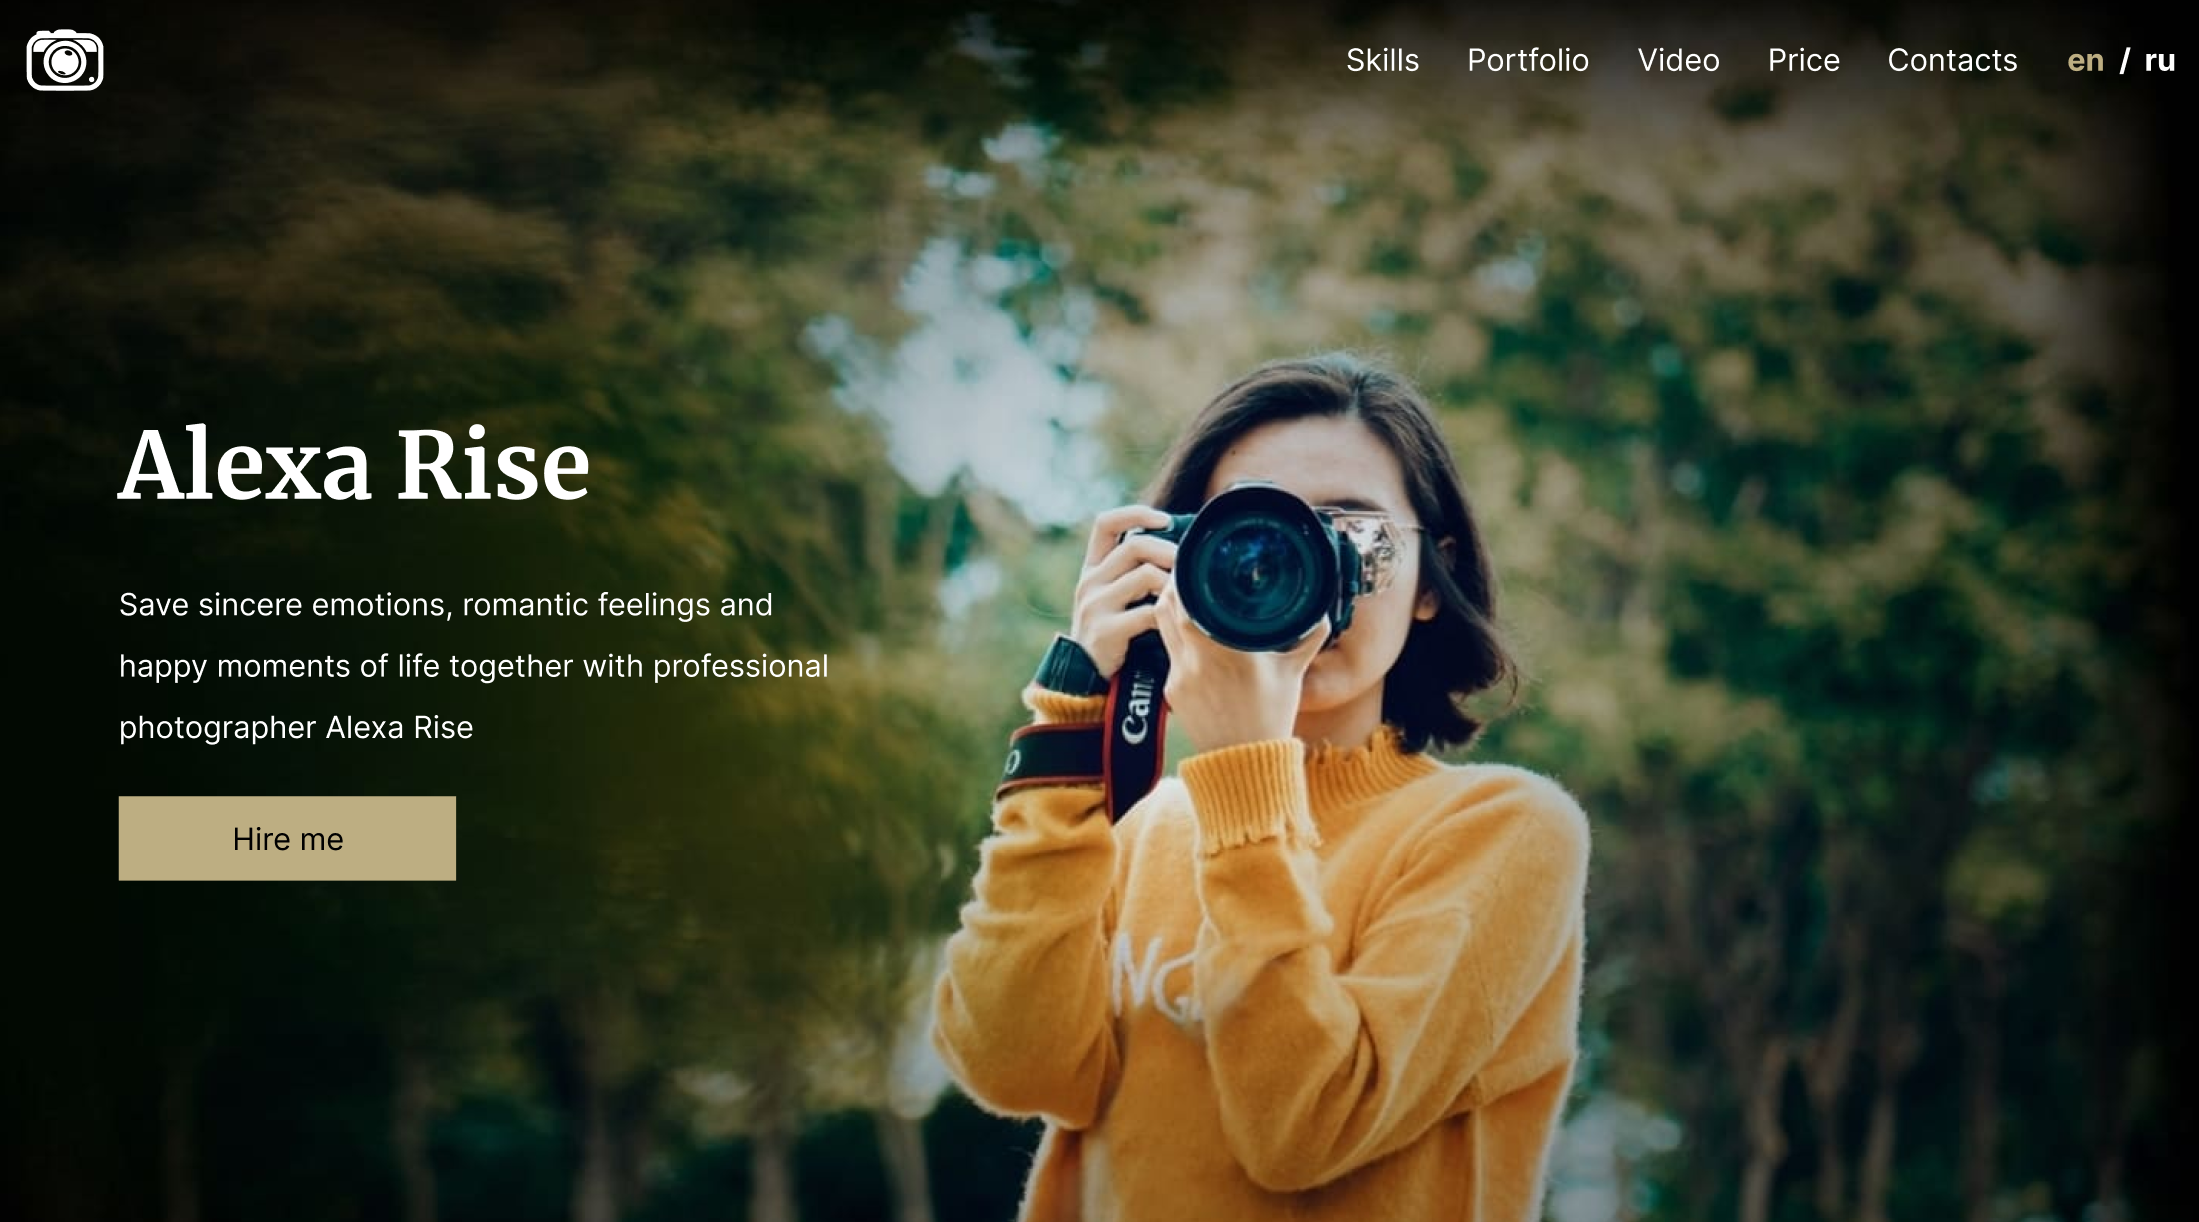 Skills Portfolio Video Price Contacts en / ru
Alexa Rise
Save sincere emotions, romantic feelings and
happy moments of life together with professional
photographer Alexa Rise
Hire me
Can
NG